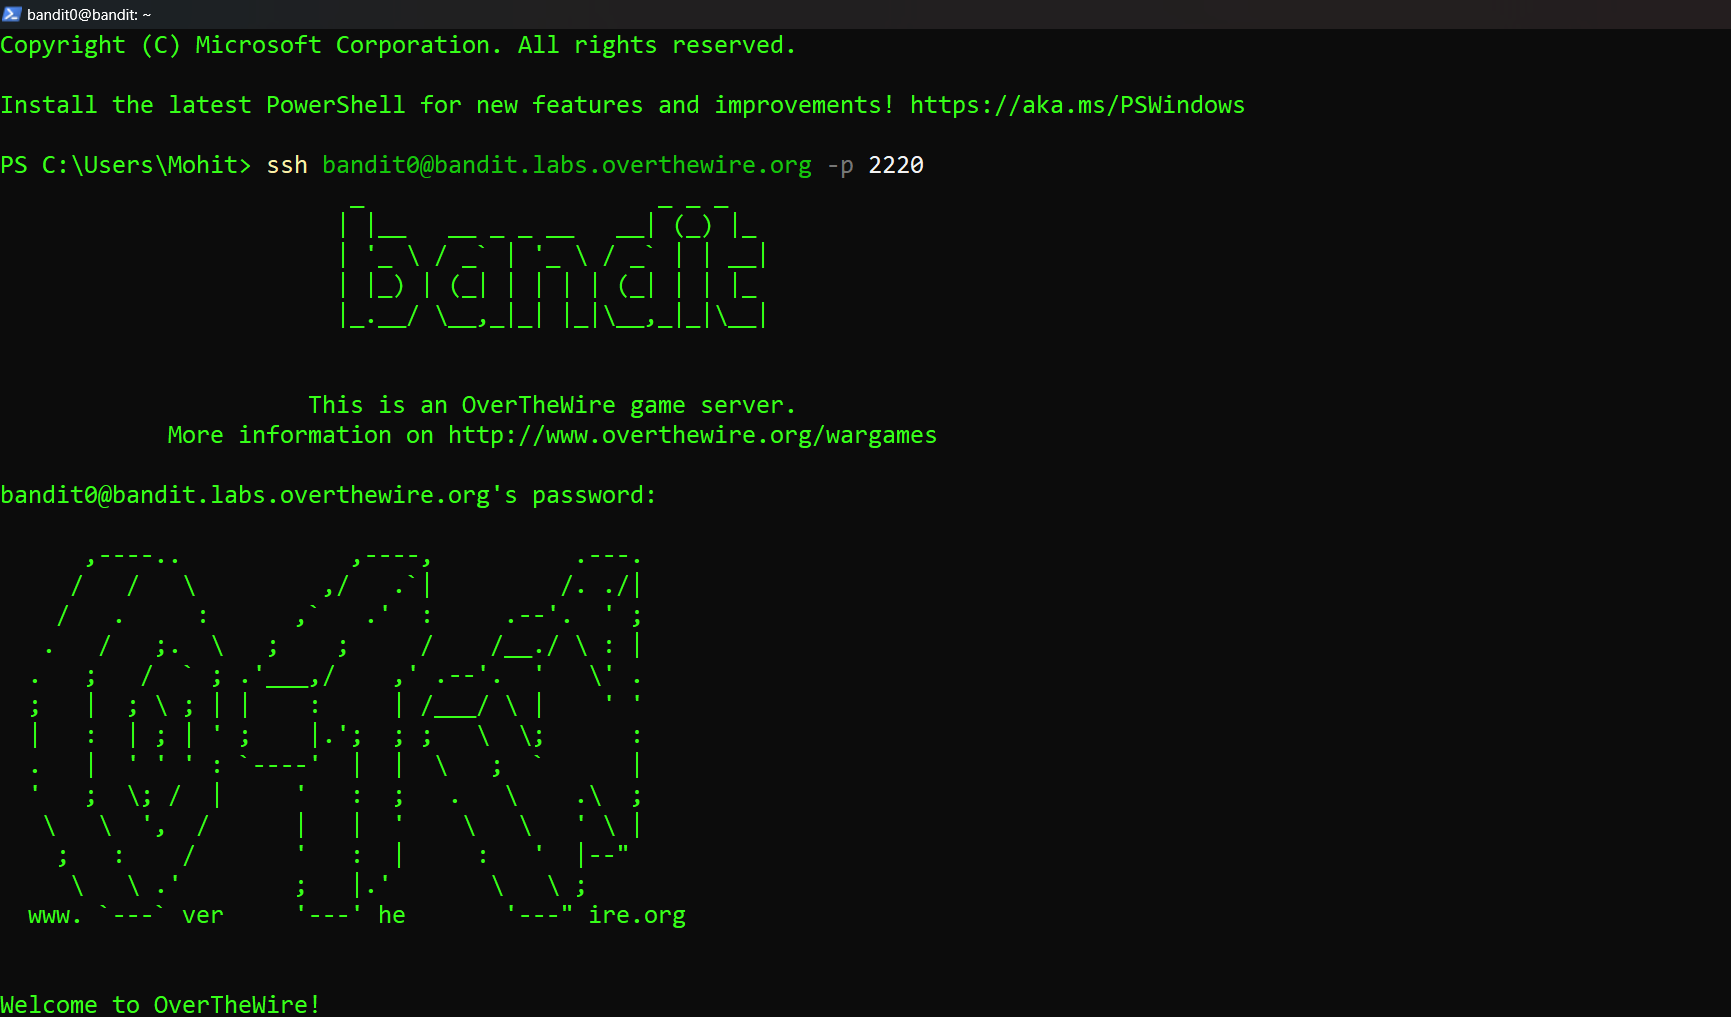 bandit0@bandit: ~
Copyright (C) Microsoft Corporation. All rights reserved.
Install the latest PowerShell for new features and improvements! https://aka.ms/PSWindows
PS C:\Users\Mohit> ssh bandit0@bandit.labs.overthewire.org -p 2220
bandit
This is an OverTheWire game server.
More information on http://www.overthewire.org/wargames
bandit0@bandit.labs.overthewire.org's password:
www. `---` ver '---' he '---" ire.org
Welcome to OverTheWire!